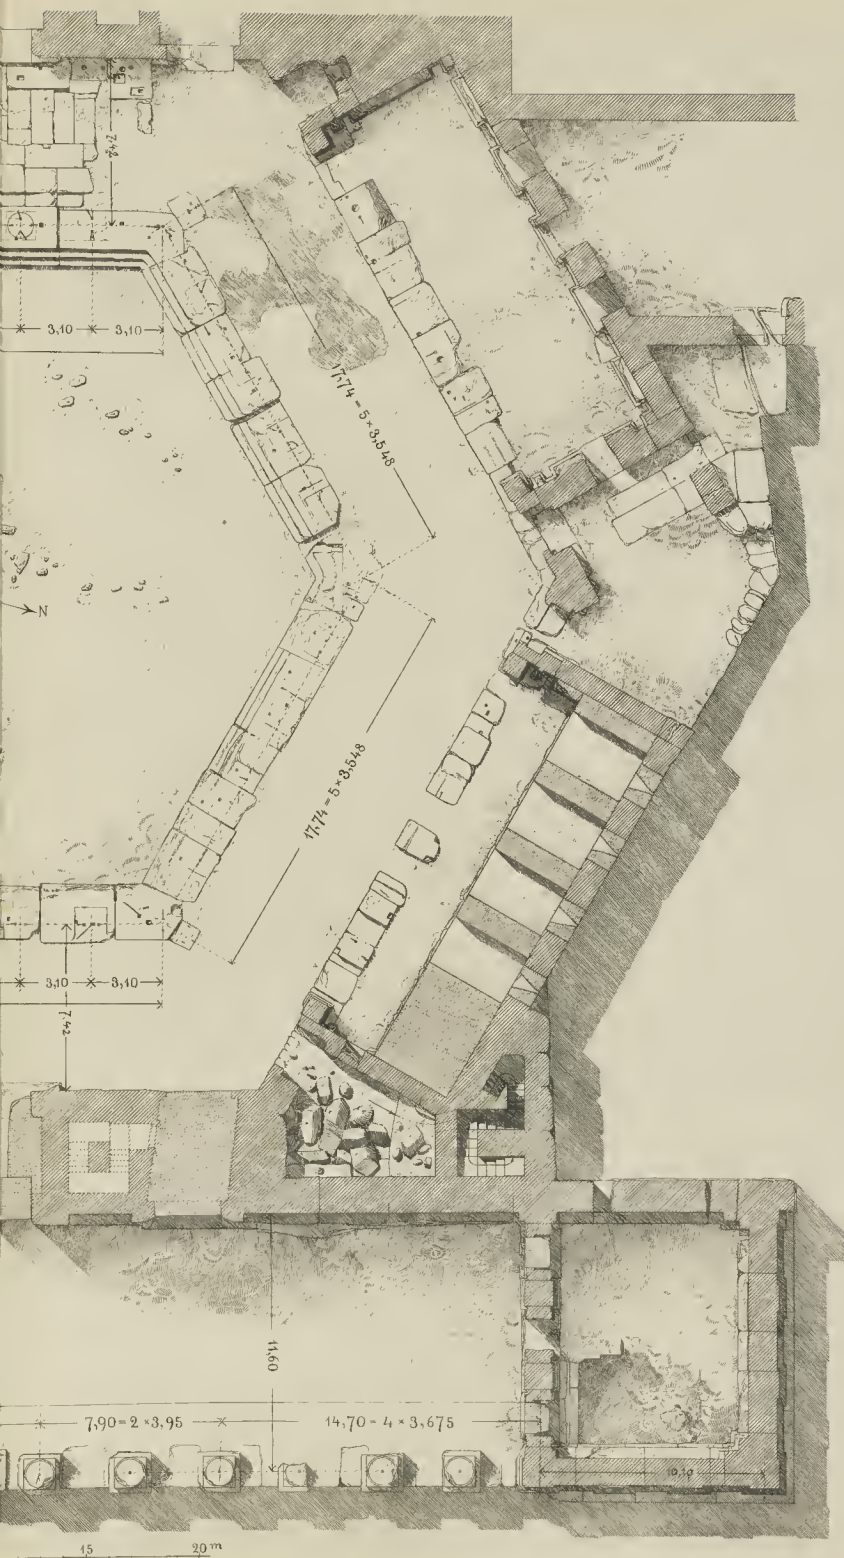 7,42
3,10
3,10
17,74 = 5 × 3,548
N
17,74 = 5 × 3,548
3,10
3,10
7,42
11,60
7,90 = 2 × 3,95
14,70 = 4 × 3,675
10,10
15
20 m